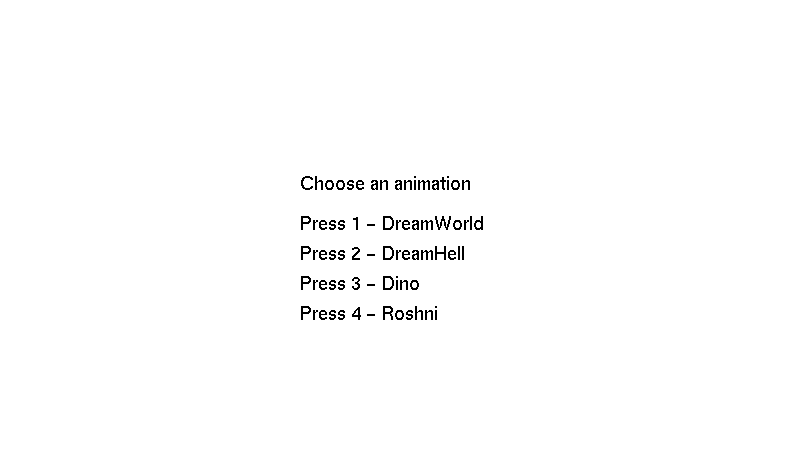 Choose an animation
Press 1 - DreamWorld
Press 2 - DreamHell
Press 3 - Dino
Press 4 - Roshni